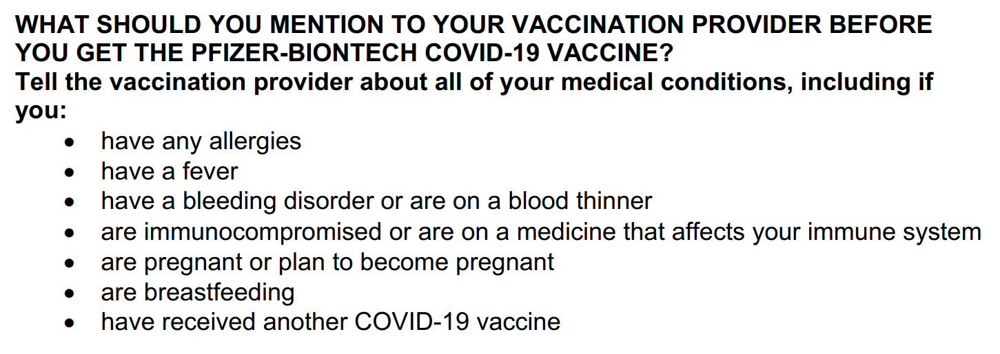 WHAT SHOULD YOU MENTION TO YOUR VACCINATION PROVIDER BEFORE
YOU GET THE PFIZER-BIONTECH COVID-19 VACCINE?
Tell the vaccination provider about all of your medical conditions, including if
you:
• have any allergies
• have a fever
• have a bleeding disorder or are on a blood thinner
• are immunocompromised or are on a medicine that affects your immune system
• are pregnant or plan to become pregnant
• are breastfeeding
• have received another COVID-19 vaccine